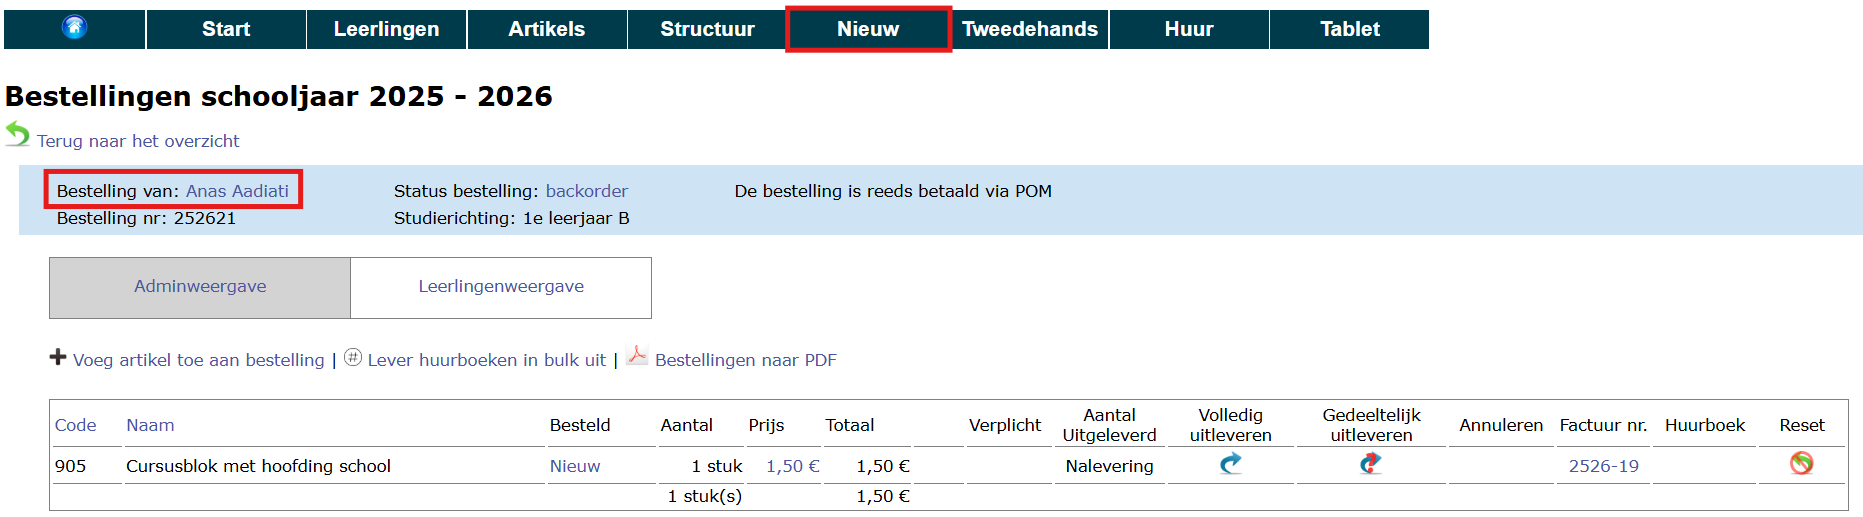 Start Leerlingen Artikels Structuur Nieuw Tweedehands Huur Tablet
Bestellingen schooljaar 2025 - 2026
Terug naar het overzicht
Bestelling van: Anas Aadiati Status bestelling: backorder De bestelling is reeds betaald via POM
Bestelling nr: 252621 Studierichting: 1e leerjaar B
Adminweergave Leerlingenweergave
Voeg artikel toe aan bestelling | # Lever huurboeken in bulk uit | Bestellingen naar PDF
Code Naam Besteld Aantal Prijs Totaal Verplicht Aantal Uitgeleverd Volledig uitleveren Gedeeltelijk uitleveren Annuleren Factuur nr. Huurboek Reset
905 Cursusblok met hoofding school Nieuw 1 stuk 1,50 € 1,50 € Nalevering 2526-19
1 stuk(s) 1,50 €